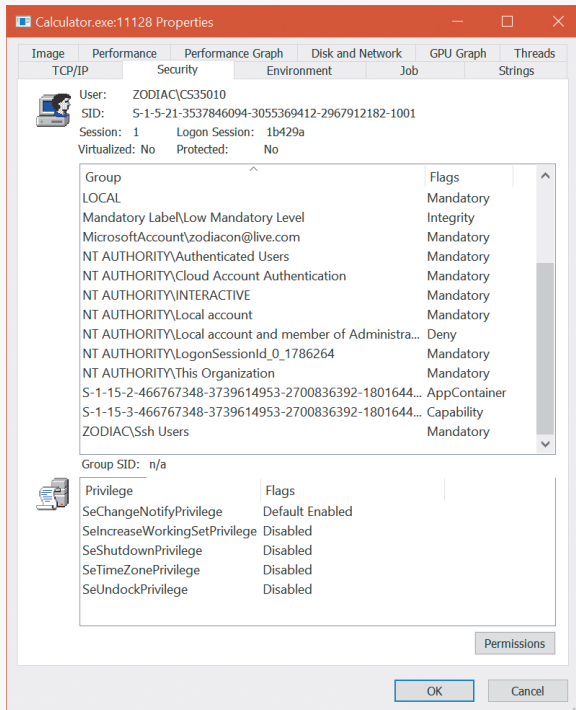 Calculator.exe:11128 Properties
Image Performance Performance Graph Disk and Network GPU Graph Threads
TCP/IP Security Environment Job Strings
User: ZODIAC\CS35010
SID: S-1-5-21-3537846094-3055369412-2967912182-1001
Session: 1 Logon Session: 1b429a
Virtualized: No Protected: No
Group Flags
LOCAL Mandatory
Mandatory Label\Low Mandatory Level Integrity
MicrosoftAccount\zodiacon@live.com Mandatory
NT AUTHORITY\Authenticated Users Mandatory
NT AUTHORITY\Cloud Account Authentication Mandatory
NT AUTHORITY\INTERACTIVE Mandatory
NT AUTHORITY\Local account Mandatory
NT AUTHORITY\Local account and member of Administra... Deny
NT AUTHORITY\LogonSessionId_0_1786264 Mandatory
NT AUTHORITY\This Organization Mandatory
S-1-15-2-466767348-3739614953-2700836392-1801644... AppContainer
S-1-15-3-466767348-3739614953-2700836392-1801644... Capability
ZODIAC\Ssh Users Mandatory
Group SID: n/a
Privilege Flags
SeChangeNotifyPrivilege Default Enabled
SeIncreaseWorkingSetPrivilege Disabled
SeShutdownPrivilege Disabled
SeTimeZonePrivilege Disabled
SeUndockPrivilege Disabled
Permissions
OK Cancel